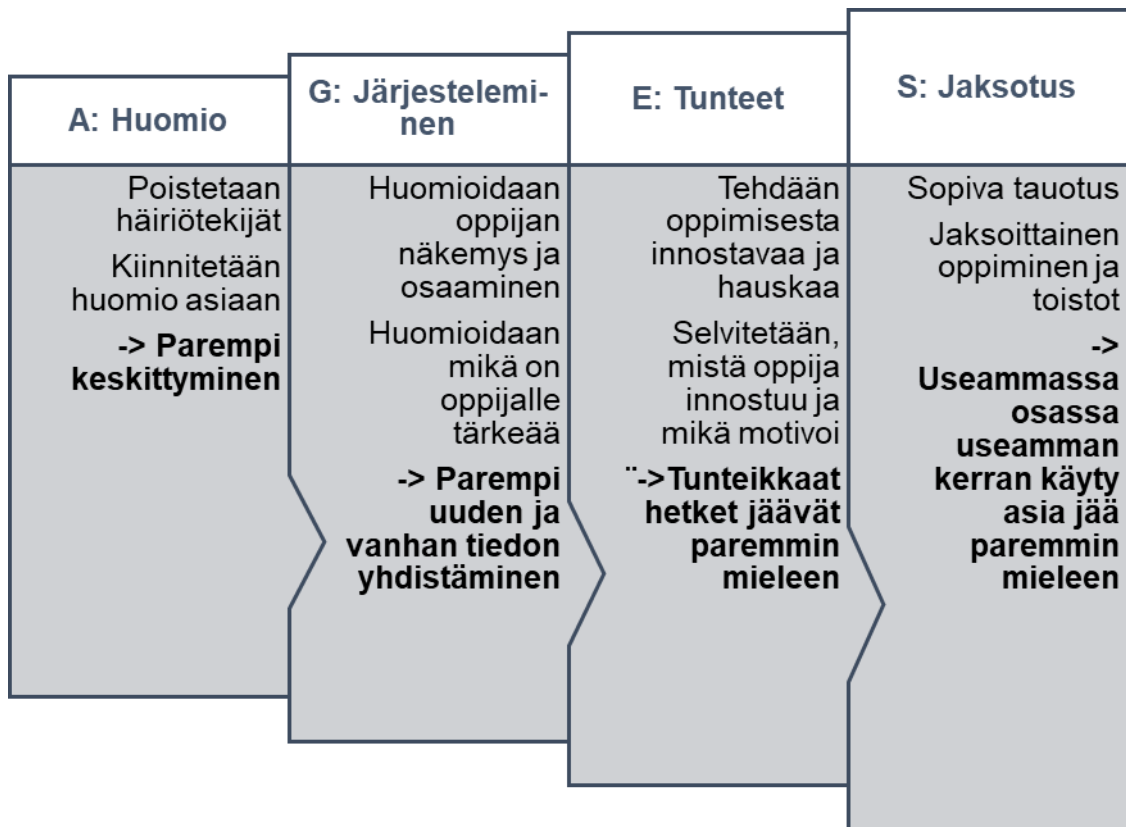 A: Huomio
Poistetaan
häiriötekijät
Kiinnitetään
huomio asiaan
-> Parempi
keskittyminen
G: Järjestelemi-
nen
Huomioidaan
oppijan
näkemys ja
osaaminen
Huomioidaan
mikä on
oppijalle
tärkeää
-> Parempi
uuden ja
vanhan tiedon
yhdistäminen
E: Tunteet
Tehdään
oppimisesta
innostavaa ja
hauskaa
Selvitetään,
mistä oppija
innostuu ja
mikä motivoi
¨->Tunteikkaat
hetket jäävät
paremmin
mieleen
S: Jaksotus
Sopiva tauotus
Jaksoittainen
oppiminen ja
toistot
->
Useammassa
osassa
useamman
kerran käyty
asia jää
paremmin
mieleen